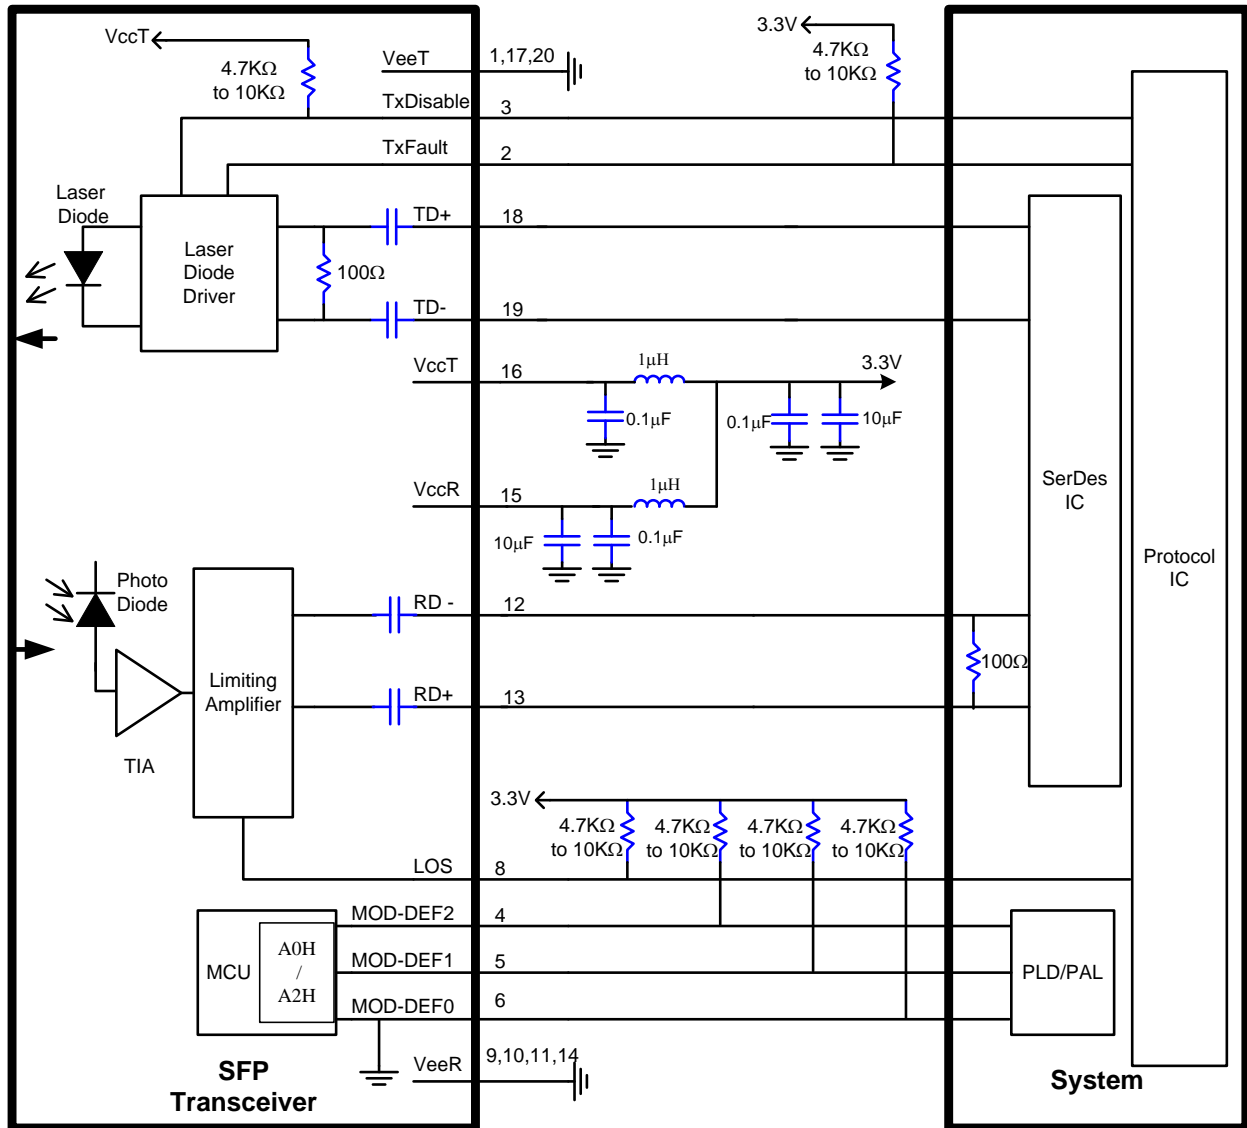 VccT
4.7KΩ
to 10KΩ
VeeT
1,17,20
3.3V
4.7KΩ
to 10KΩ
TxDisable
3
TxFault
2
Laser
Diode
Laser
Diode
Driver
100Ω
TD+
18
TD-
19
VccT
16
1μH
3.3V
0.1μF
0.1μF
10μF
VccR
15
1μH
10μF
0.1μF
SerDes
IC
Protocol
IC
Photo
Diode
RD -
12
100Ω
Limiting
Amplifier
RD+
13
TIA
3.3V
4.7KΩ
to 10KΩ
4.7KΩ
to 10KΩ
4.7KΩ
to 10KΩ
4.7KΩ
to 10KΩ
LOS
8
MOD-DEF2
4
MCU
A0H
/
A2H
MOD-DEF1
5
PLD/PAL
MOD-DEF0
6
VeeR
9,10,11,14
SFP
Transceiver
System